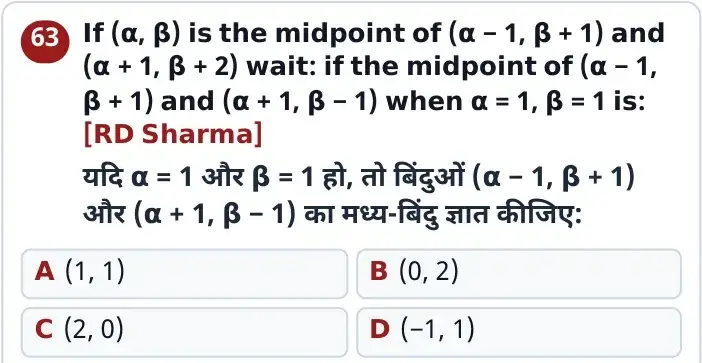 63 If (α, β) is the midpoint of (α − 1, β + 1) and
(α + 1, β + 2) wait: if the midpoint of (α − 1,
β + 1) and (α + 1, β − 1) when α = 1, β = 1 is:
[RD Sharma]
यदि α = 1 और β = 1 हो, तो बिंदुओं (α − 1, β + 1)
और (α + 1, β − 1) का मध्य-बिंदु ज्ञात कीजिए:
A (1, 1)
B (0, 2)
C (2, 0)
D (−1, 1)